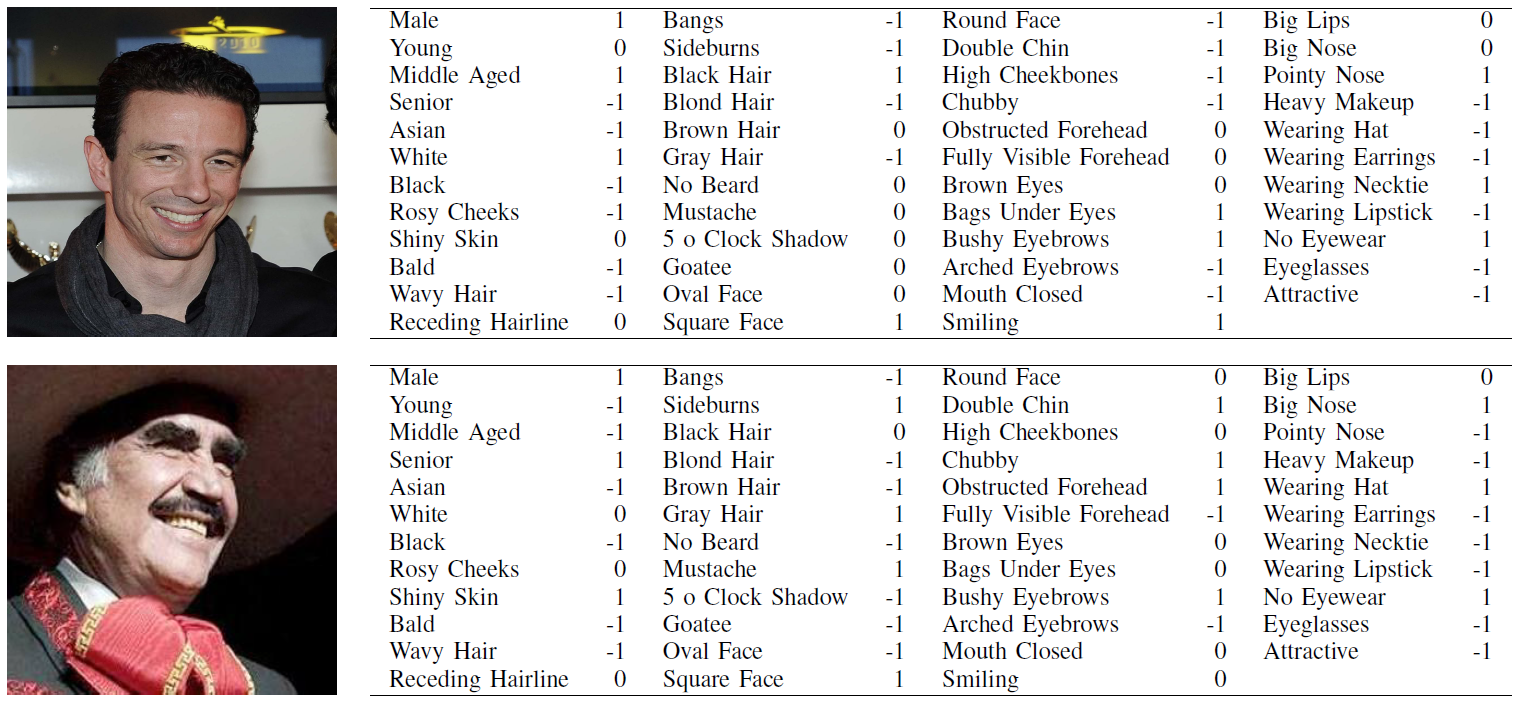 2010
Male 1 Bangs -1 Round Face -1 Big Lips 0
Young 0 Sideburns -1 Double Chin -1 Big Nose 0
Middle Aged 1 Black Hair 1 High Cheekbones -1 Pointy Nose 1
Senior -1 Blond Hair -1 Chubby -1 Heavy Makeup -1
Asian -1 Brown Hair 0 Obstructed Forehead 0 Wearing Hat -1
White 1 Gray Hair -1 Fully Visible Forehead 0 Wearing Earrings -1
Black -1 No Beard 0 Brown Eyes 0 Wearing Necktie 1
Rosy Cheeks -1 Mustache 0 Bags Under Eyes 1 Wearing Lipstick -1
Shiny Skin 0 5 o Clock Shadow 0 Bushy Eyebrows 1 No Eyewear 1
Bald -1 Goatee 0 Arched Eyebrows -1 Eyeglasses -1
Wavy Hair -1 Oval Face 0 Mouth Closed -1 Attractive -1
Receding Hairline 0 Square Face 1 Smiling 1
Male 1 Bangs -1 Round Face 0 Big Lips 0
Young -1 Sideburns 1 Double Chin 1 Big Nose 1
Middle Aged -1 Black Hair 0 High Cheekbones 0 Pointy Nose -1
Senior 1 Blond Hair -1 Chubby 1 Heavy Makeup -1
Asian -1 Brown Hair -1 Obstructed Forehead 1 Wearing Hat 1
White 0 Gray Hair 1 Fully Visible Forehead -1 Wearing Earrings -1
Black -1 No Beard -1 Brown Eyes 0 Wearing Necktie -1
Rosy Cheeks 0 Mustache 1 Bags Under Eyes 0 Wearing Lipstick -1
Shiny Skin 1 5 o Clock Shadow -1 Bushy Eyebrows 1 No Eyewear 1
Bald -1 Goatee -1 Arched Eyebrows -1 Eyeglasses -1
Wavy Hair -1 Oval Face -1 Mouth Closed 0 Attractive -1
Receding Hairline 0 Square Face 1 Smiling 0